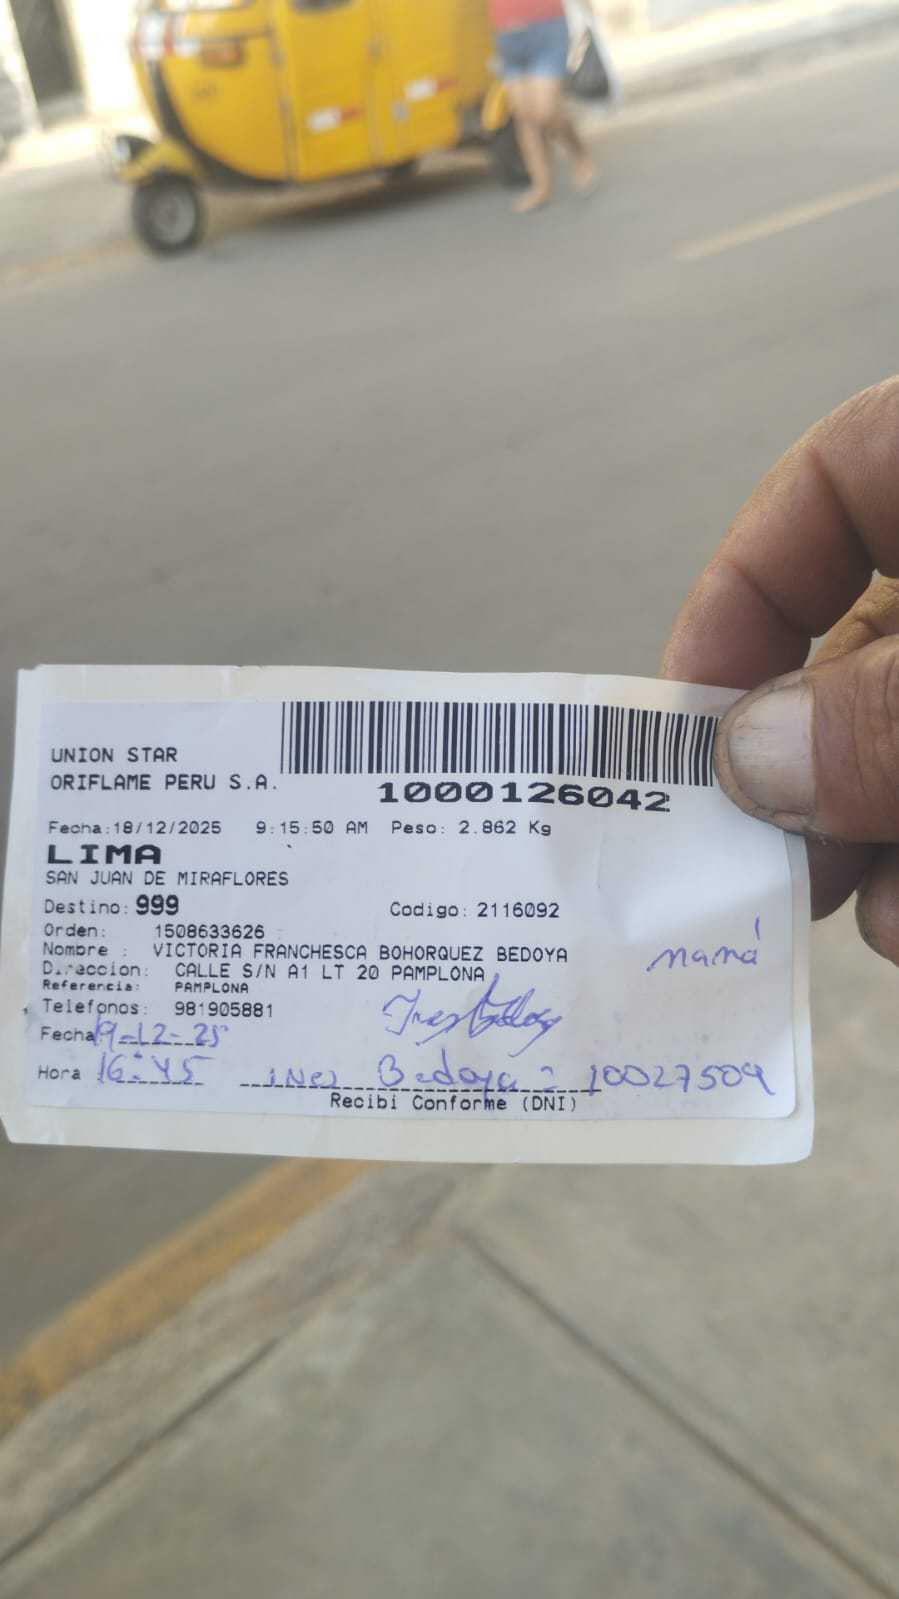 UNION STAR
ORIFLAME PERU S.A.
1000126042
Fecha:18/12/2025 9:15:50 AM Peso: 2.862 Kg
LIMA
SAN JUAN DE MIRAFLORES
Destino: 999 Codigo: 2116092
Orden: 1508633626
Nombre : VICTORIA FRANCHESCA BOHORQUEZ BEDOYA
mamá
Direccion: CALLE S/N A1 LT 20 PAMPLONA
Referencia: PAMPLONA
Telefonos: 981905881
Fecha 19-12-25
Hora 16:45 ines Bedoya = 10027509
Recibi Conforme (DNI)